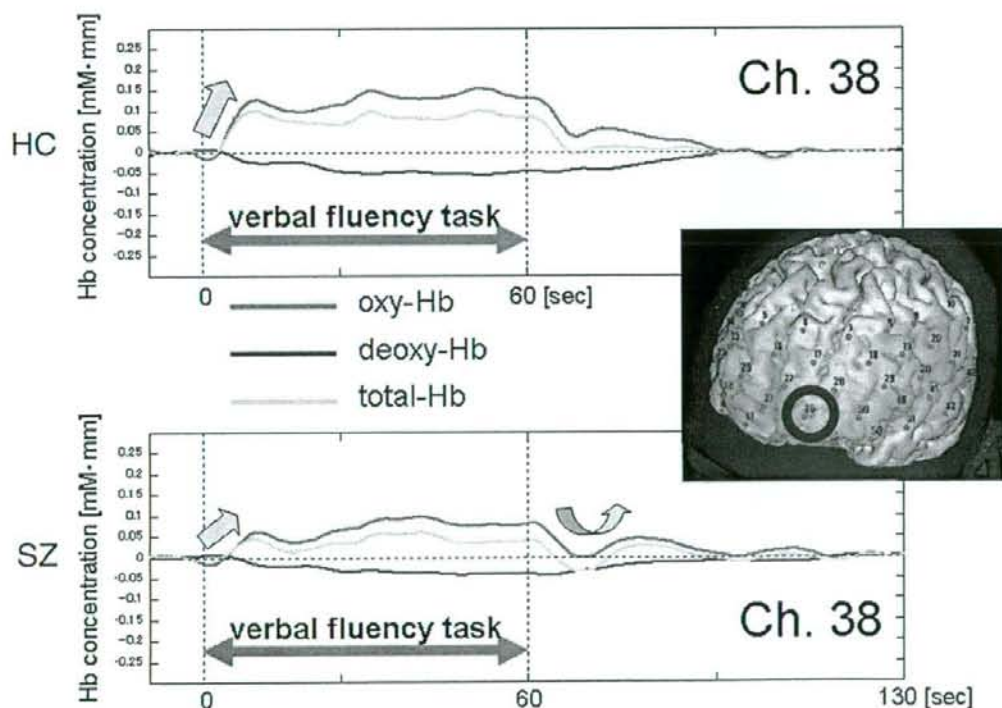 HC
Hb concentration [mM·mm]
0.25
0.2
0.15
0.1
0.05
0
-0.05
-0.1
-0.15
-0.2
-0.25
Ch. 38
verbal fluency task
0
60 [sec]
oxy-Hb
deoxy-Hb
total-Hb
SZ
Hb concentration [mM·mm]
0.25
0.2
0.15
0.1
0.05
0
-0.05
-0.1
-0.15
-0.2
-0.25
verbal fluency task
Ch. 38
0
60
130 [sec]